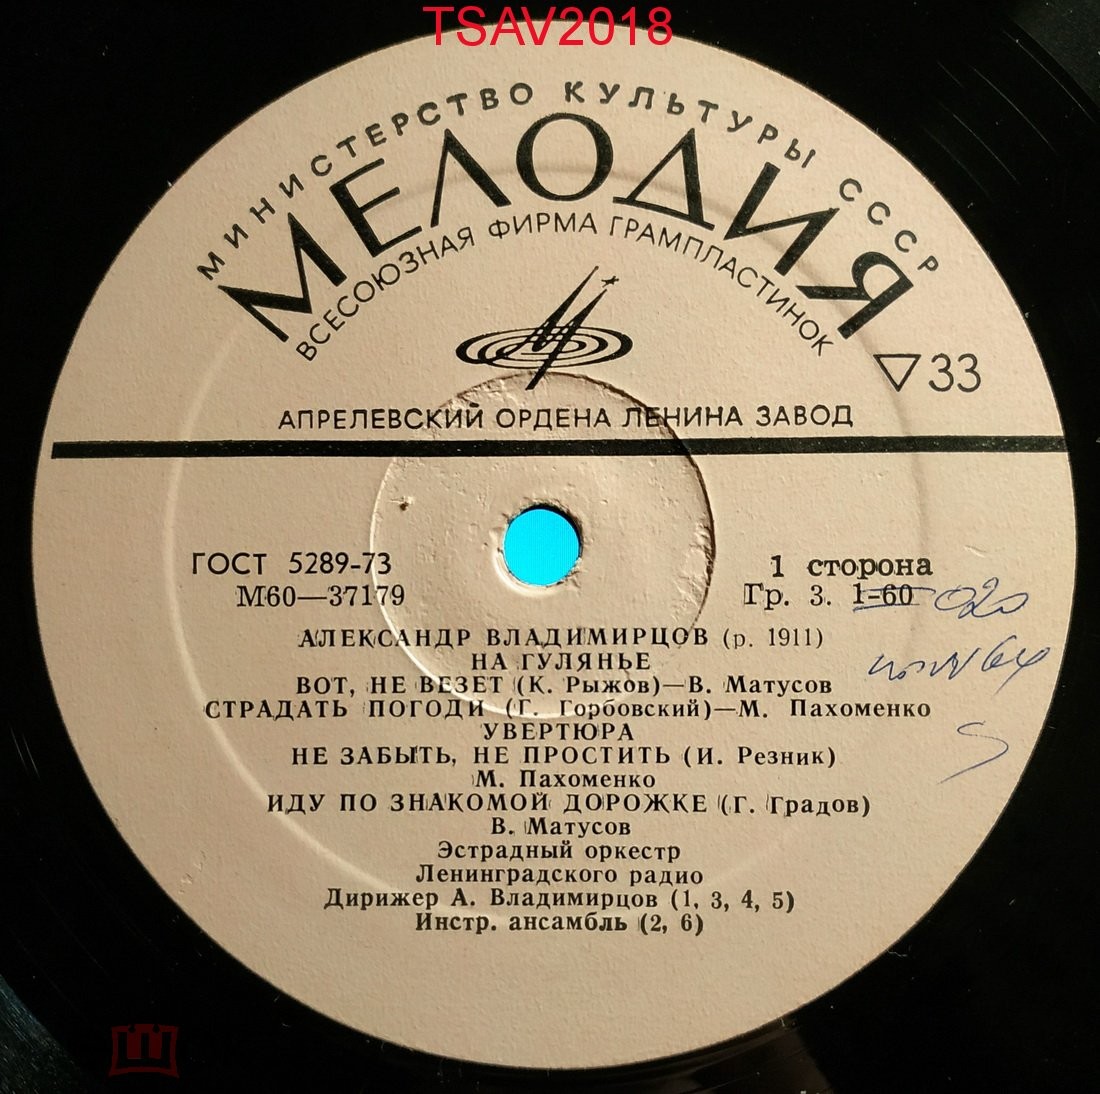 TSAV2018
МИНИСТЕРСТВО КУЛЬТУРЫ СССР
МЕЛОДИЯ
ВСЕСОЮЗНАЯ ФИРМА ГРАМПЛАСТИНОК
▽33
АПРЕЛЕВСКИЙ ОРДЕНА ЛЕНИНА ЗАВОД
ГОСТ 5289-73 1 сторона
М60—37179 Гр. 3. 1-60 020
АЛЕКСАНДР ВЛАДИМИРЦОВ (р. 1911)
НА ГУЛЯНЬЕ
ВОТ, НЕ ВЕЗЕТ (К. Рыжов)—В. Матусов
СТРАДАТЬ ПОГОДИ (Г. Горбовский)—М. Пахоменко
УВЕРТЮРА
НЕ ЗАБЫТЬ, НЕ ПРОСТИТЬ (И. Резник)
М. Пахоменко
ИДУ ПО ЗНАКОМОЙ ДОРОЖКЕ (Г. Градов)
В. Матусов
Эстрадный оркестр
Ленинградского радио
Дирижер А. Владимирцов (1, 3, 4, 5)
Инстр. ансамбль (2, 6)